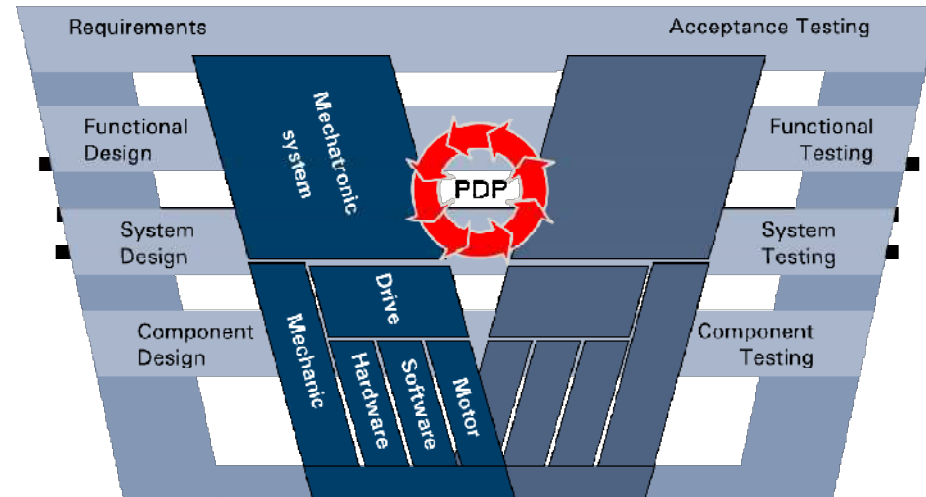 Requirements
Acceptance Testing
Mechatronic
system
Functional
Design
PDP
Functional
Testing
System
Design
System
Testing
Drive
Mechanic
Component
Design
Hardware
Software
Motor
Component
Testing